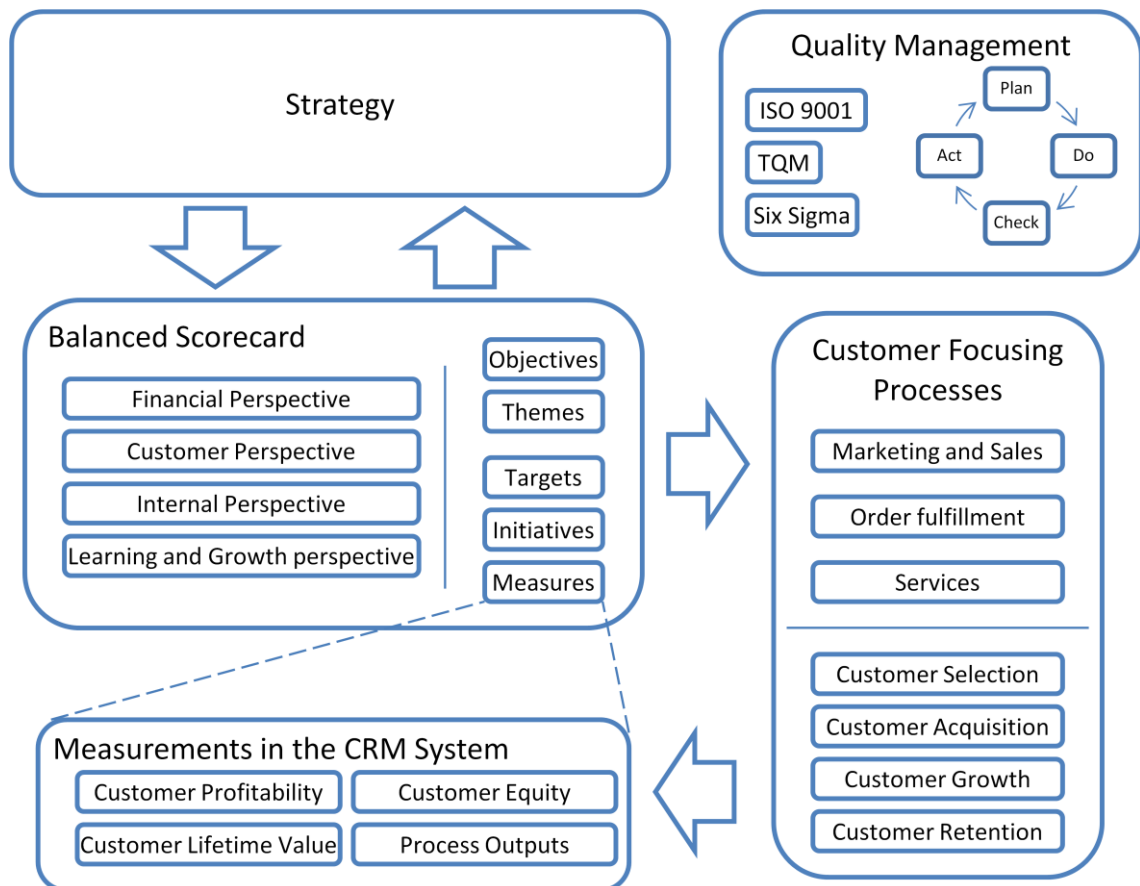 Strategy
Quality Management
ISO 9001
TQM
Six Sigma
Plan
Do
Check
Act
Balanced Scorecard
Financial Perspective
Customer Perspective
Internal Perspective
Learning and Growth perspective
Objectives
Themes
Targets
Initiatives
Measures
Customer Focusing
Processes
Marketing and Sales
Order fulfillment
Services
Customer Selection
Customer Acquisition
Customer Growth
Customer Retention
Measurements in the CRM System
Customer Profitability
Customer Equity
Customer Lifetime Value
Process Outputs